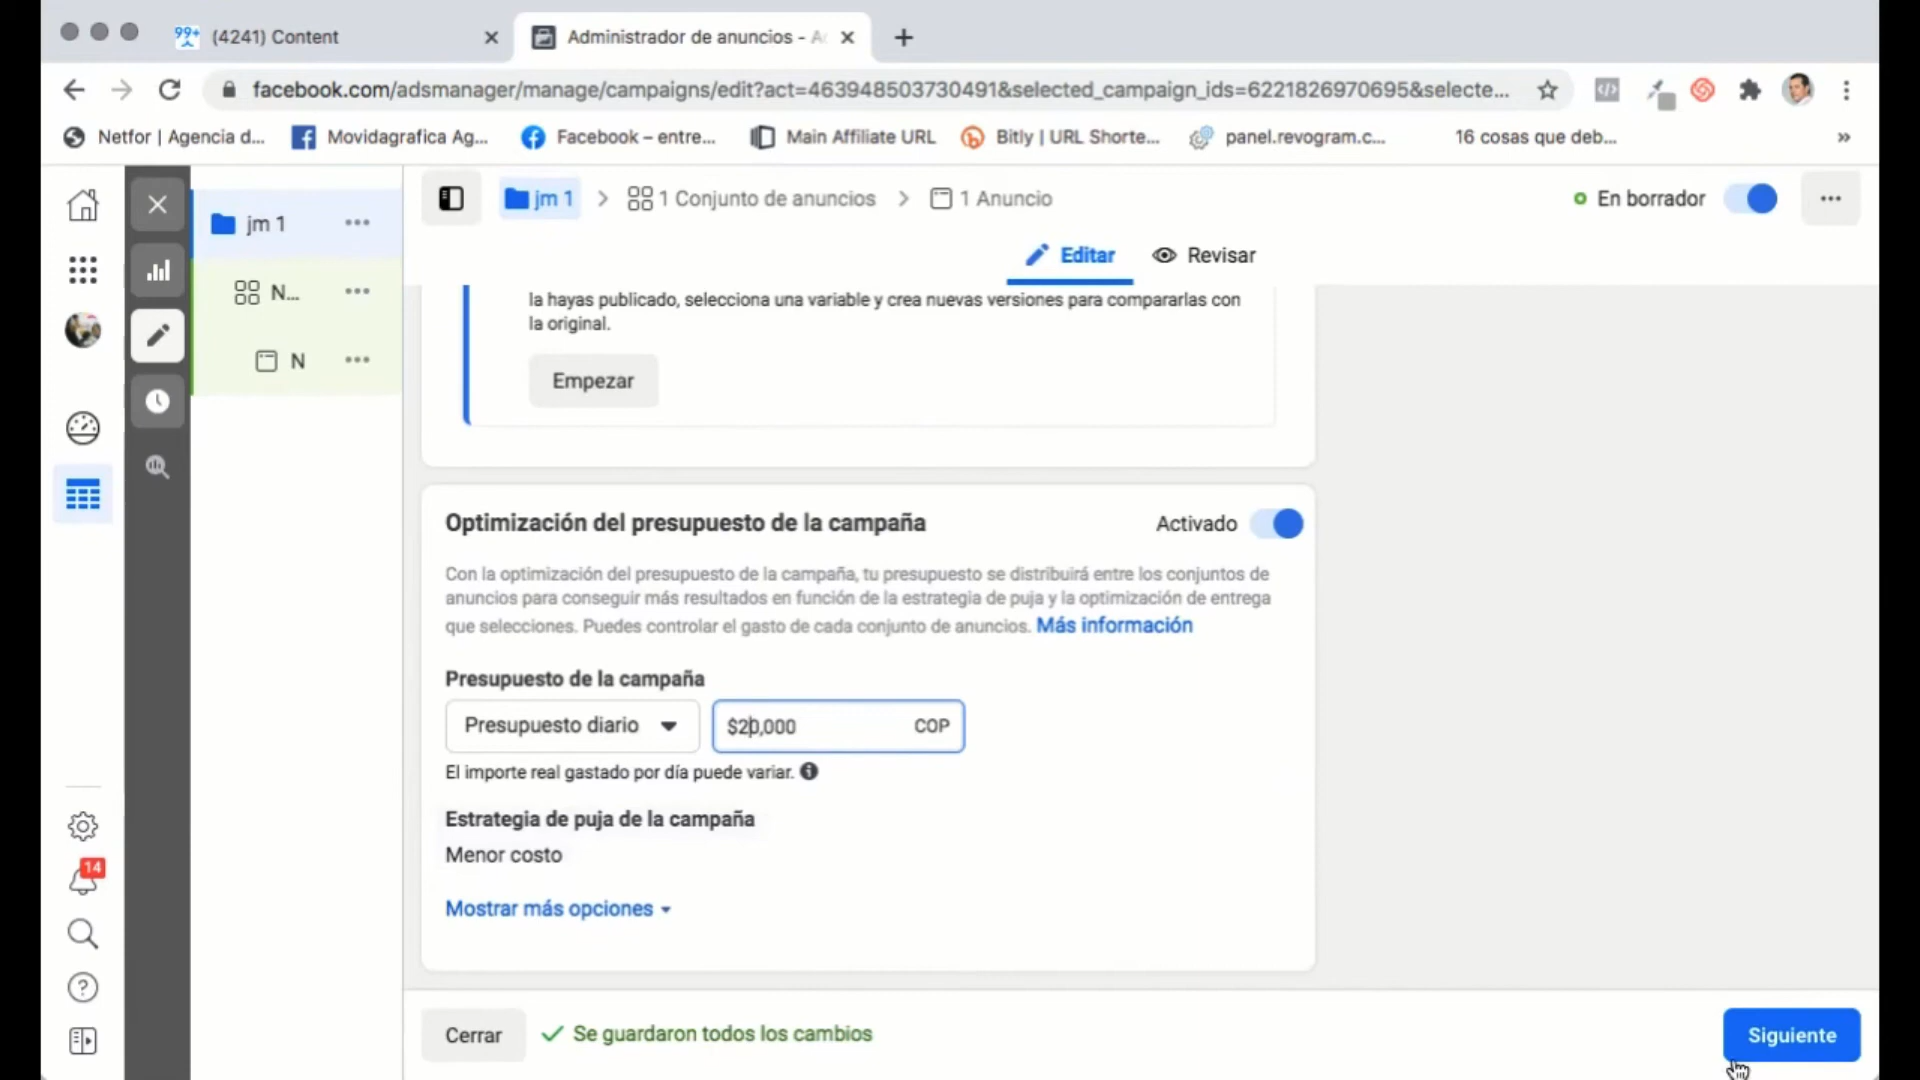 99+ (4241) Content
Administrador de anuncios - A
facebook.com/adsmanager/manage/campaigns/edit?act=463948503730491&selected_campaign_ids=6221826970695&selecte...
Netfor | Agencia d...
Movidagrafica Ag...
Facebook – entre...
Main Affiliate URL
Bitly | URL Shorte...
panel.revogram.c...
16 cosas que deb...
»
jm 1
N...
N
jm 1 > 1 Conjunto de anuncios > 1 Anuncio
En borrador
Editar
Revisar
la hayas publicado, selecciona una variable y crea nuevas versiones para compararlas con
la original.
Empezar
Optimización del presupuesto de la campaña
Activado
Con la optimización del presupuesto de la campaña, tu presupuesto se distribuirá entre los conjuntos de
anuncios para conseguir más resultados en función de la estrategia de puja y la optimización de entrega
que selecciones. Puedes controlar el gasto de cada conjunto de anuncios. Más información
Presupuesto de la campaña
Presupuesto diario
$20,000 COP
El importe real gastado por día puede variar.
Estrategia de puja de la campaña
Menor costo
Mostrar más opciones
14
Cerrar
Se guardaron todos los cambios
Siguiente